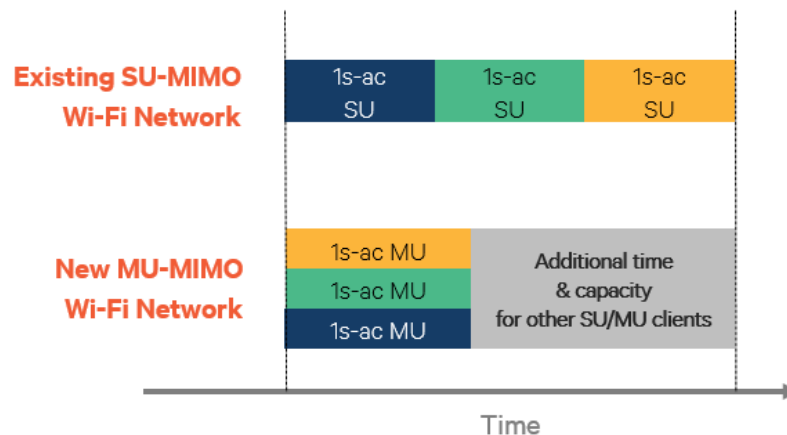 Existing SU-MIMO
Wi-Fi Network
1s-ac
SU
1s-ac
SU
1s-ac
SU
New MU-MIMO
Wi-Fi Network
1s-ac MU
1s-ac MU
1s-ac MU
Additional time
& capacity
for other SU/MU clients
Time